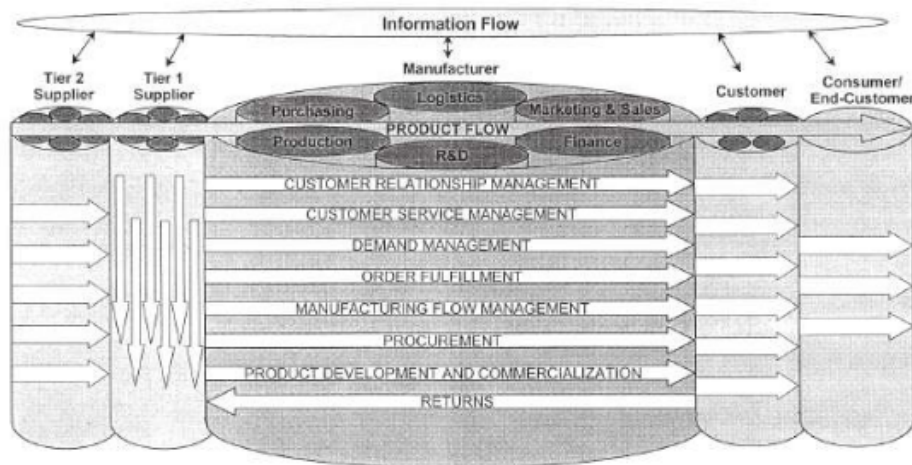 Information Flow
Tier 2
Supplier
Tier 1
Supplier
Manufacturer
Customer
Consumer/
End-Customer
Purchasing
Logistics
Marketing & Sales
PRODUCT FLOW
Production
R&D
Finance
CUSTOMER RELATIONSHIP MANAGEMENT
CUSTOMER SERVICE MANAGEMENT
DEMAND MANAGEMENT
ORDER FULFILLMENT
MANUFACTURING FLOW MANAGEMENT
PROCUREMENT
PRODUCT DEVELOPMENT AND COMMERCIALIZATION
RETURNS